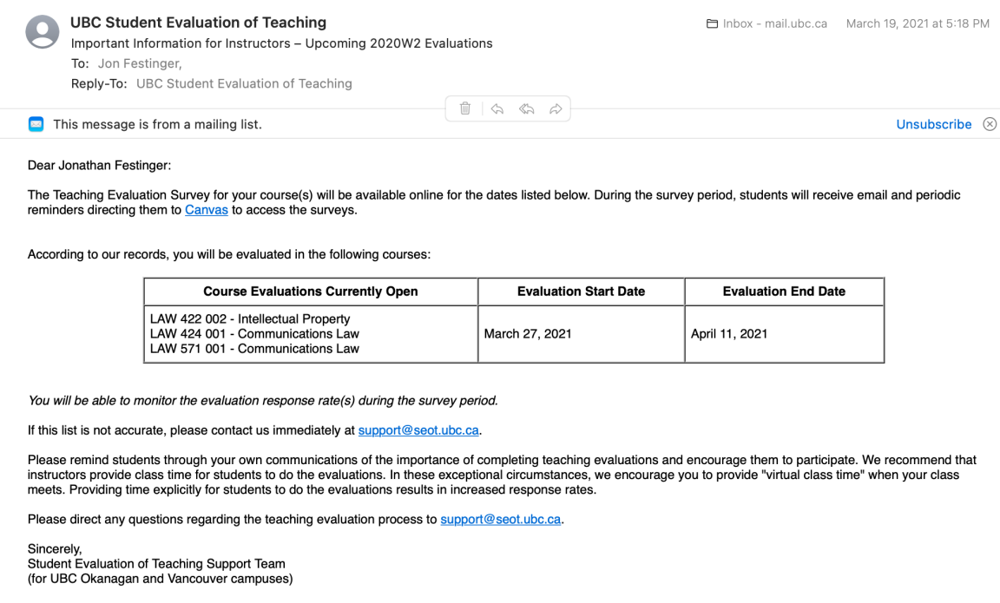 UBC Student Evaluation of Teaching
Inbox - mail.ubc.ca March 19, 2021 at 5:18 PM
Important Information for Instructors – Upcoming 2020W2 Evaluations
To: Jon Festinger,
Reply-To: UBC Student Evaluation of Teaching
This message is from a mailing list.
Unsubscribe
Dear Jonathan Festinger:
The Teaching Evaluation Survey for your course(s) will be available online for the dates listed below. During the survey period, students will receive email and periodic
reminders directing them to Canvas to access the surveys.
According to our records, you will be evaluated in the following courses:
Course Evaluations Currently Open Evaluation Start Date Evaluation End Date
LAW 422 002 - Intellectual Property
LAW 424 001 - Communications Law March 27, 2021 April 11, 2021
LAW 571 001 - Communications Law
You will be able to monitor the evaluation response rate(s) during the survey period.
If this list is not accurate, please contact us immediately at support@seot.ubc.ca.
Please remind students through your own communications of the importance of completing teaching evaluations and encourage them to participate. We recommend that
instructors provide class time for students to do the evaluations. In these exceptional circumstances, we encourage you to provide "virtual class time" when your class
meets. Providing time explicitly for students to do the evaluations results in increased response rates.
Please direct any questions regarding the teaching evaluation process to support@seot.ubc.ca.
Sincerely,
Student Evaluation of Teaching Support Team
(for UBC Okanagan and Vancouver campuses)